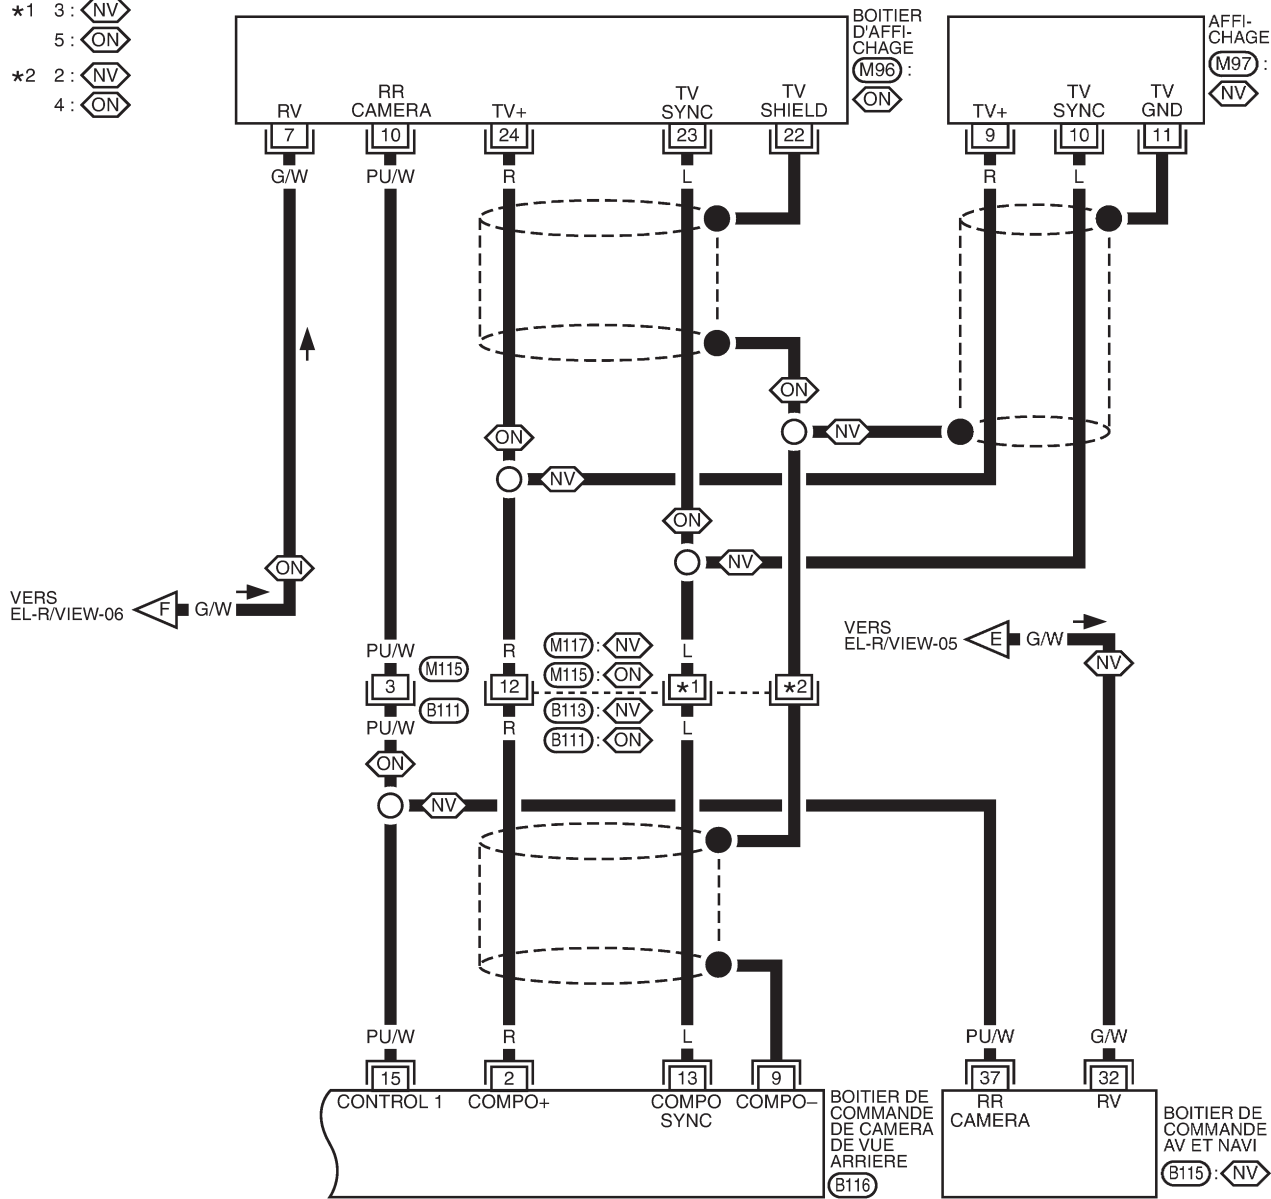 *1 3 : NV
5 : ON
*2 2 : NV
4 : ON
BOITIER
D'AFFI-
CHAGE
M96 :
ON
AFFI-
CHAGE
M97 :
NV
RV
RR
CAMERA
TV+
TV
SYNC
TV
SHIELD
TV+
TV
SYNC
TV
GND
7 10 24 23 22 9 10 11
G/W PU/W R L R L
ON
ON NV
ON NV
ON
NV
ON
VERS
EL-R/VIEW-06
F G/W
VERS
EL-R/VIEW-05
E G/W
NV
PU/W R L
M117 : NV
M115 : ON
M115
3 12 *1 *2
B111
B113 : NV
B111 : ON
PU/W R L
ON
NV
PU/W R L PU/W G/W
15 2 13 9 37 32
CONTROL 1
COMPO+
COMPO
SYNC
COMPO–
BOITIER DE
COMMANDE
DE CAMERA
DE VUE
ARRIERE
B116
RR
CAMERA
RV
BOITIER DE
COMMANDE
AV ET NAVI
B115 : NV